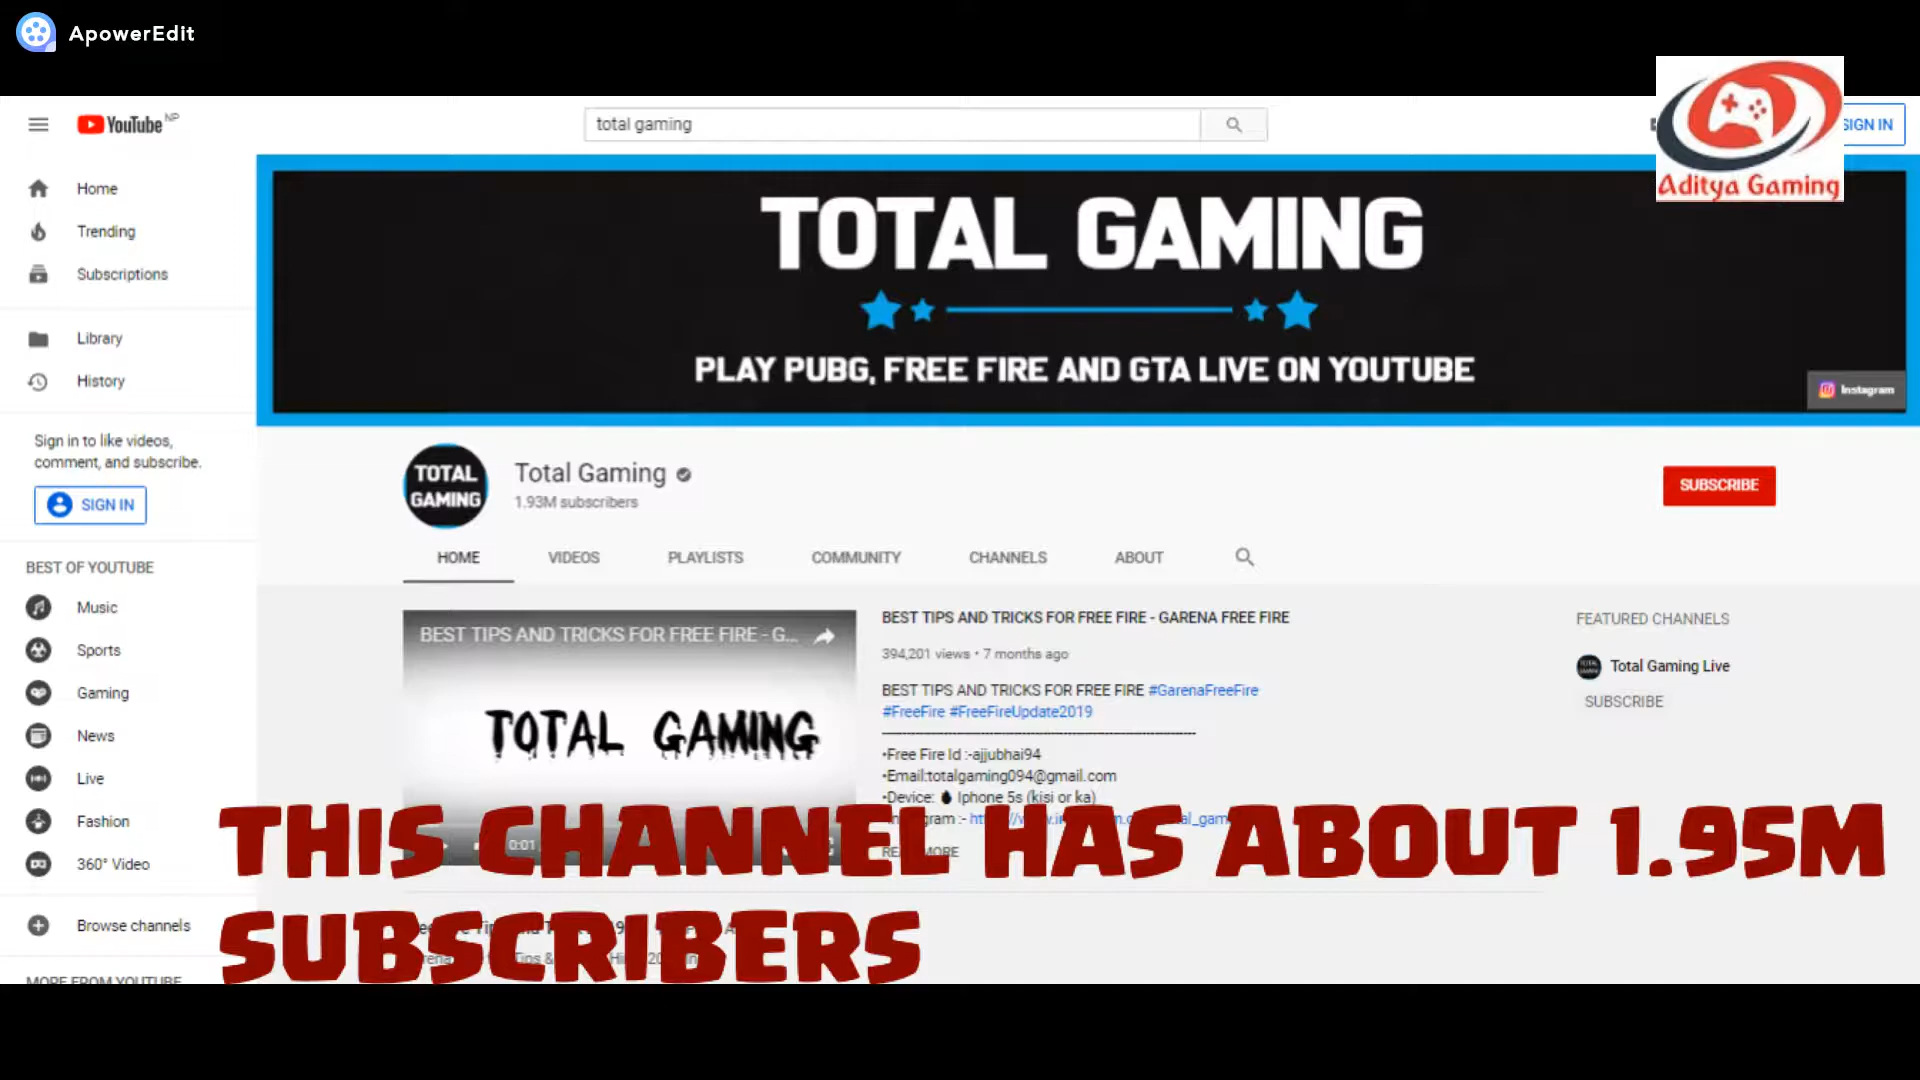 ApowerEdit
YouTube NP
total gaming
SIGN IN
Aditya Gaming
Home
Trending
Subscriptions
Library
History
Sign in to like videos,
comment, and subscribe.
SIGN IN
BEST OF YOUTUBE
Music
Sports
Gaming
News
Live
Fashion
360° Video
Browse channels
MORE FROM YOUTUBE
TOTAL GAMING
PLAY PUBG, FREE FIRE AND GTA LIVE ON YOUTUBE
Instagram
TOTAL
GAMING
Total Gaming
1.93M subscribers
SUBSCRIBE
HOME VIDEOS PLAYLISTS COMMUNITY CHANNELS ABOUT
BEST TIPS AND TRICKS FOR FREE FIRE - G...
TOTAL GAMING
0:01
BEST TIPS AND TRICKS FOR FREE FIRE - GARENA FREE FIRE
394,201 views • 7 months ago
BEST TIPS AND TRICKS FOR FREE FIRE #GarenaFreeFire
#FreeFire #FreeFireUpdate2019
•Free Fire Id :-ajjubhai94
•Email:totalgaming094@gmail.com
•Device: Iphone 5s (kisi or ka)
FEATURED CHANNELS
Total Gaming Live
SUBSCRIBE
THIS CHANNEL HAS ABOUT 1.95M
SUBSCRIBERS